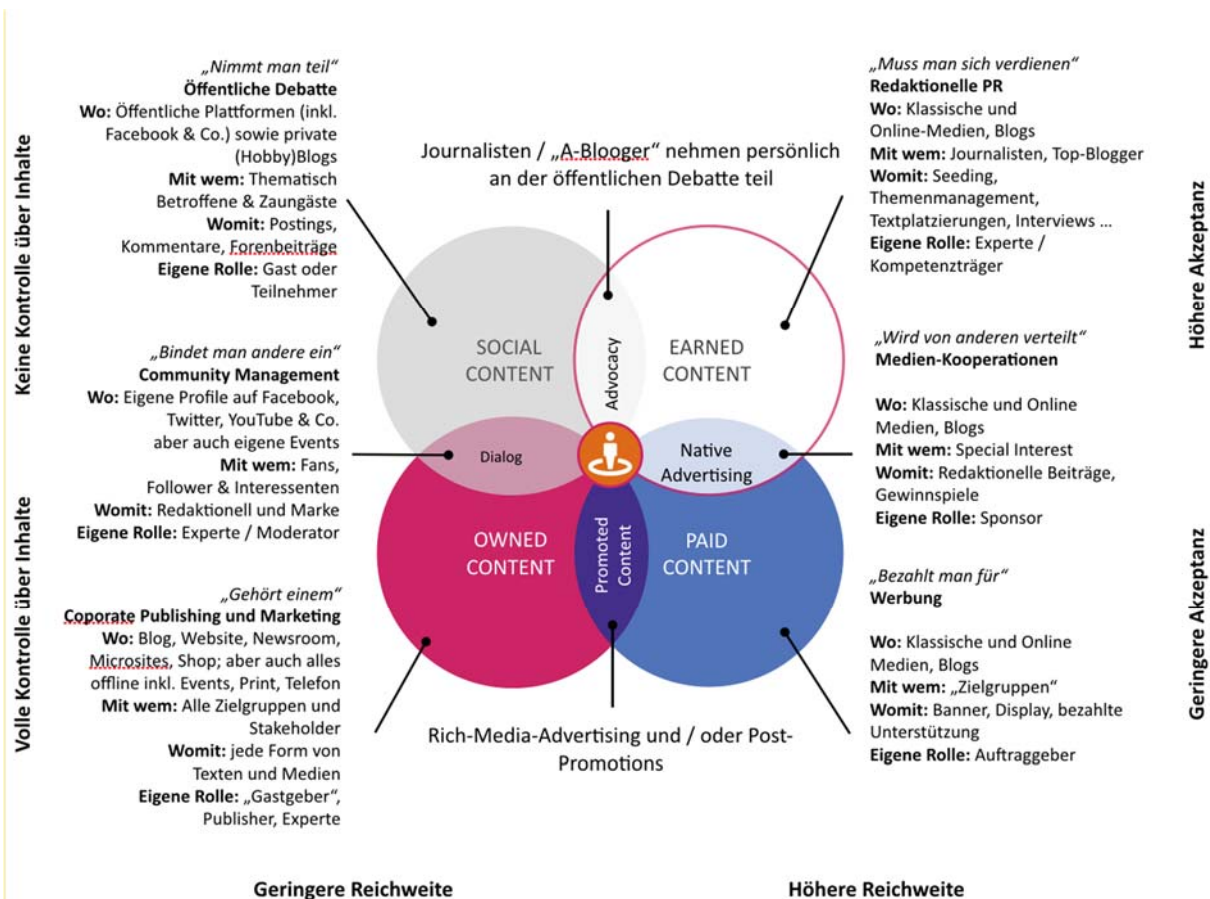 „Nimmt man teil“
Öffentliche Debatte
Wo: Öffentliche Plattformen (inkl.
Facebook & Co.) sowie private
(Hobby)Blogs
Mit wem: Thematisch
Betroffene & Zaungäste
Womit: Postings,
Kommentare, Forenbeiträge
Eigene Rolle: Gast oder
Teilnehmer
„Bindet man andere ein“
Community Management
Wo: Eigene Profile auf Facebook,
Twitter, YouTube & Co.
aber auch eigene Events
Mit wem: Fans,
Follower & Interessenten
Womit: Redaktionell und Marke
Eigene Rolle: Experte / Moderator
„Gehört einem“
Coporate Publishing und Marketing
Wo: Blog, Website, Newsroom,
Microsites, Shop; aber auch alles
offline inkl. Events, Print, Telefon
Mit wem: Alle Zielgruppen und
Stakeholder
Womit: jede Form von
Texten und Medien
Eigene Rolle: „Gastgeber“,
Publisher, Experte
Keine Kontrolle über Inhalte
Volle Kontrolle über Inhalte
Journalisten / „A-Blooger“ nehmen persönlich
an der öffentlichen Debatte teil
SOCIAL
CONTENT
Advocacy
EARNED
CONTENT
Dialog
Native
Advertising
OWNED
CONTENT
Promoted
Content
PAID
CONTENT
Rich-Media-Advertising und / oder Post-
Promotions
„Muss man sich verdienen“
Redaktionelle PR
Wo: Klassische und
Online-Medien, Blogs
Mit wem: Journalisten, Top-Blogger
Womit: Seeding,
Themenmanagement,
Textplatzierungen, Interviews ...
Eigene Rolle: Experte /
Kompetenzträger
„Wird von anderen verteilt“
Medien-Kooperationen
Wo: Klassische und Online
Medien, Blogs
Mit wem: Special Interest
Womit: Redaktionelle Beiträge,
Gewinnspiele
Eigene Rolle: Sponsor
„Bezahlt man für“
Werbung
Wo: Klassische und Online
Medien, Blogs
Mit wem: „Zielgruppen“
Womit: Banner, Display, bezahlte
Unterstützung
Eigene Rolle: Auftraggeber
Höhere Akzeptanz
Geringere Akzeptanz
Geringere Reichweite
Höhere Reichweite